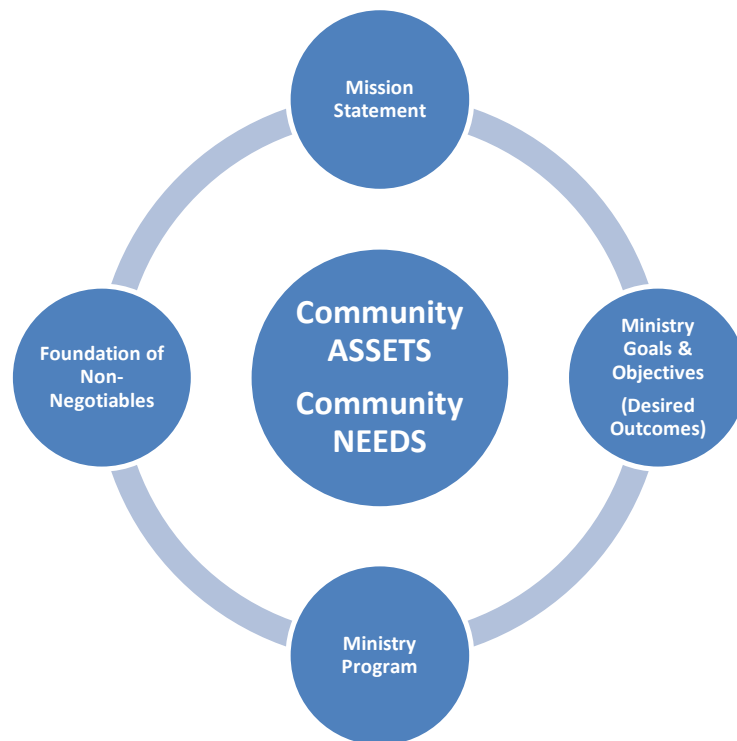 Mission
Statement
Foundation of
Non-
Negotiables
Community
ASSETS
Community
NEEDS
Ministry
Goals &
Objectives
(Desired
Outcomes)
Ministry
Program